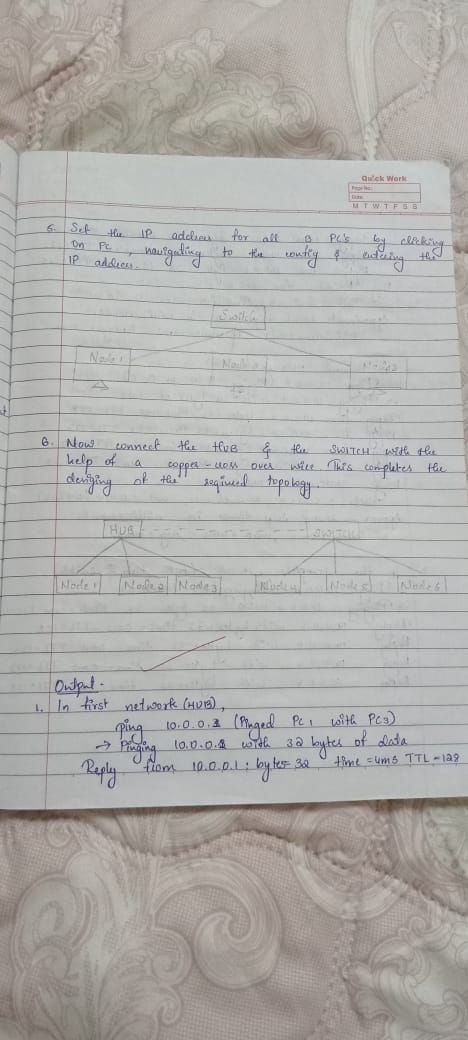 Quick Work
Page No.:
Date:
M T W T F S S
5. Set the IP address for all 3 PC's by clicking
on PC, navigating to the config & entering the
IP address.
Switch
Node 1 Node 2 Node 3
6. Now connect the HUB & the SWITCH with the
help of a copper-cross over wire. This completes the
designing of the required topology.
HUB SWITCH
Node 1 Node 2 Node 3 Node 4 Node 5 Node 6
Output -
1. In first network (HUB),
Ping 10.0.0.3 (Pinged PC1 with PC3)
→ Pinging 10.0.0. with 32 bytes of data
Reply from 10.0.0.1: bytes= 32 time =4ms TTL =128